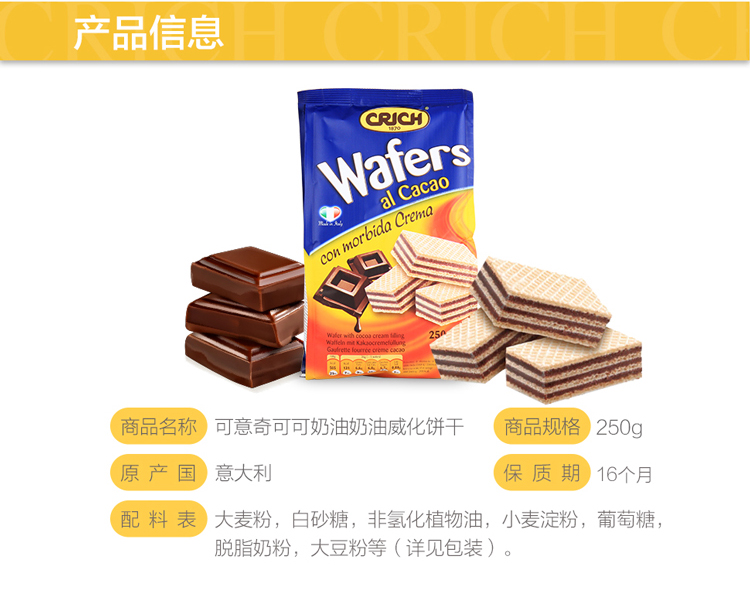 产品信息
CRICH CRICH C
CRICH
1870
Wafers
al Cacao
con morbida Crema
Made in Italy
Wafer with cocoa cream filling
Waffeln mit Kakaocremefüllung
Gaufrette fourree creme cacao
250
商品名称 可意奇可可奶油奶油威化饼干 商品规格 250g
原产国 意大利 保质期 16个月
配料表 大麦粉，白砂糖，非氢化植物油，小麦淀粉，葡萄糖，
脱脂奶粉，大豆粉等（详见包装）。